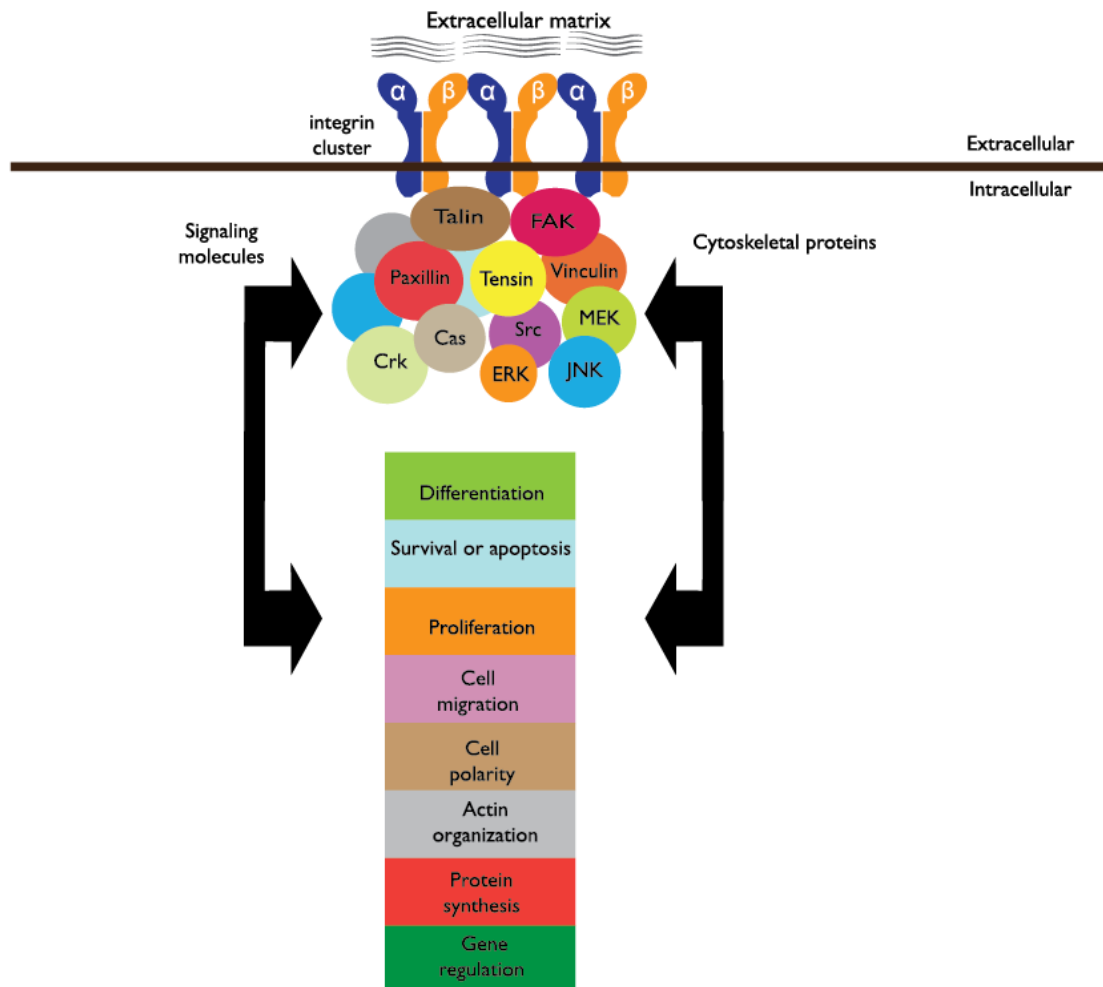 Extracellular matrix
α β α β α β
integrin
cluster
Extracellular
Intracellular
Signaling
molecules
Cytoskeletal proteins
Talin
FAK
Paxillin
Tensin
Vinculin
Crk
Cas
Src
MEK
ERK
JNK
Differentiation
Survival or apoptosis
Proliferation
Cell
migration
Cell
polarity
Actin
organization
Protein
synthesis
Gene
regulation